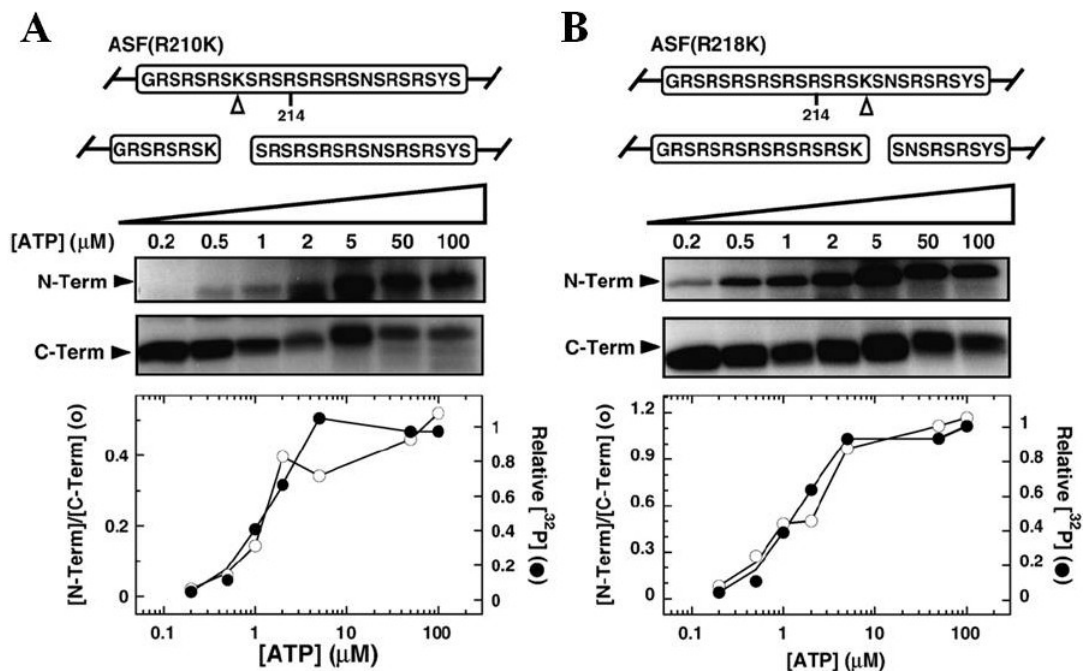 A
ASF(R210K)
GRSRSRSKSRSRSRSRSNSRSRSYS
214
GRSRSRSK
SRSRSRSRSNSRSRSYS
[ATP] (μM) 0.2 0.5 1 2 5 50 100
N-Term
C-Term
[N-Term]/[C-Term] (o)
0.4
0.2
0
1
0.8
0.6
0.4
0.2
0
Relative [32P] (●)
0.1 1 10 100
[ATP] (μM)
B
ASF(R218K)
GRSRSRSRSRSRSRSKSNSRSRSYS
214
GRSRSRSRSRSRSRSK
SNSRSRSYS
0.2 0.5 1 2 5 50 100
N-Term
C-Term
[N-Term]/[C-Term] (o)
1.2
0.9
0.6
0.3
0
1
0.8
0.6
0.4
0.2
0
Relative [32P] (●)
0.1 1 10 100
[ATP] (μM)